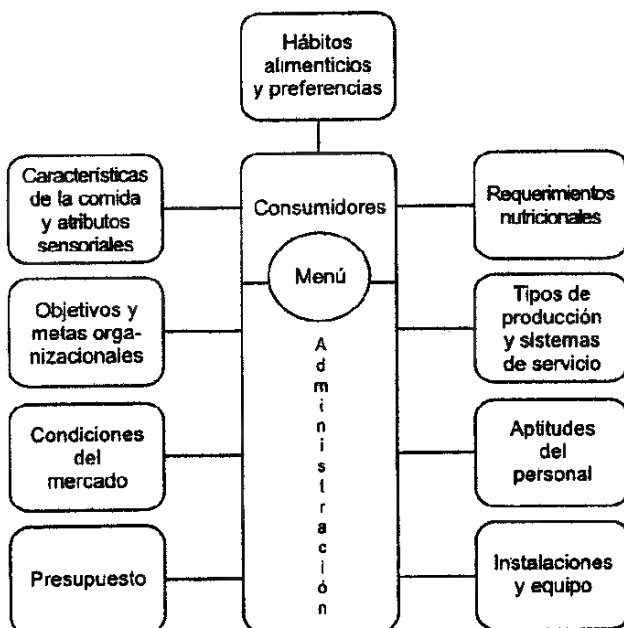 Hábitos
alimenticios
y preferencias
Características
de la comida
y atributos
sensoriales
Consumidores
Requerimientos
nutricionales
Menú
Objetivos y
metas orga-
nizacionales
Tipos de
producción
y sistemas
de servicio
Administración
Condiciones
del
mercado
Aptitudes
del
personal
Presupuesto
Instalaciones
y equipo